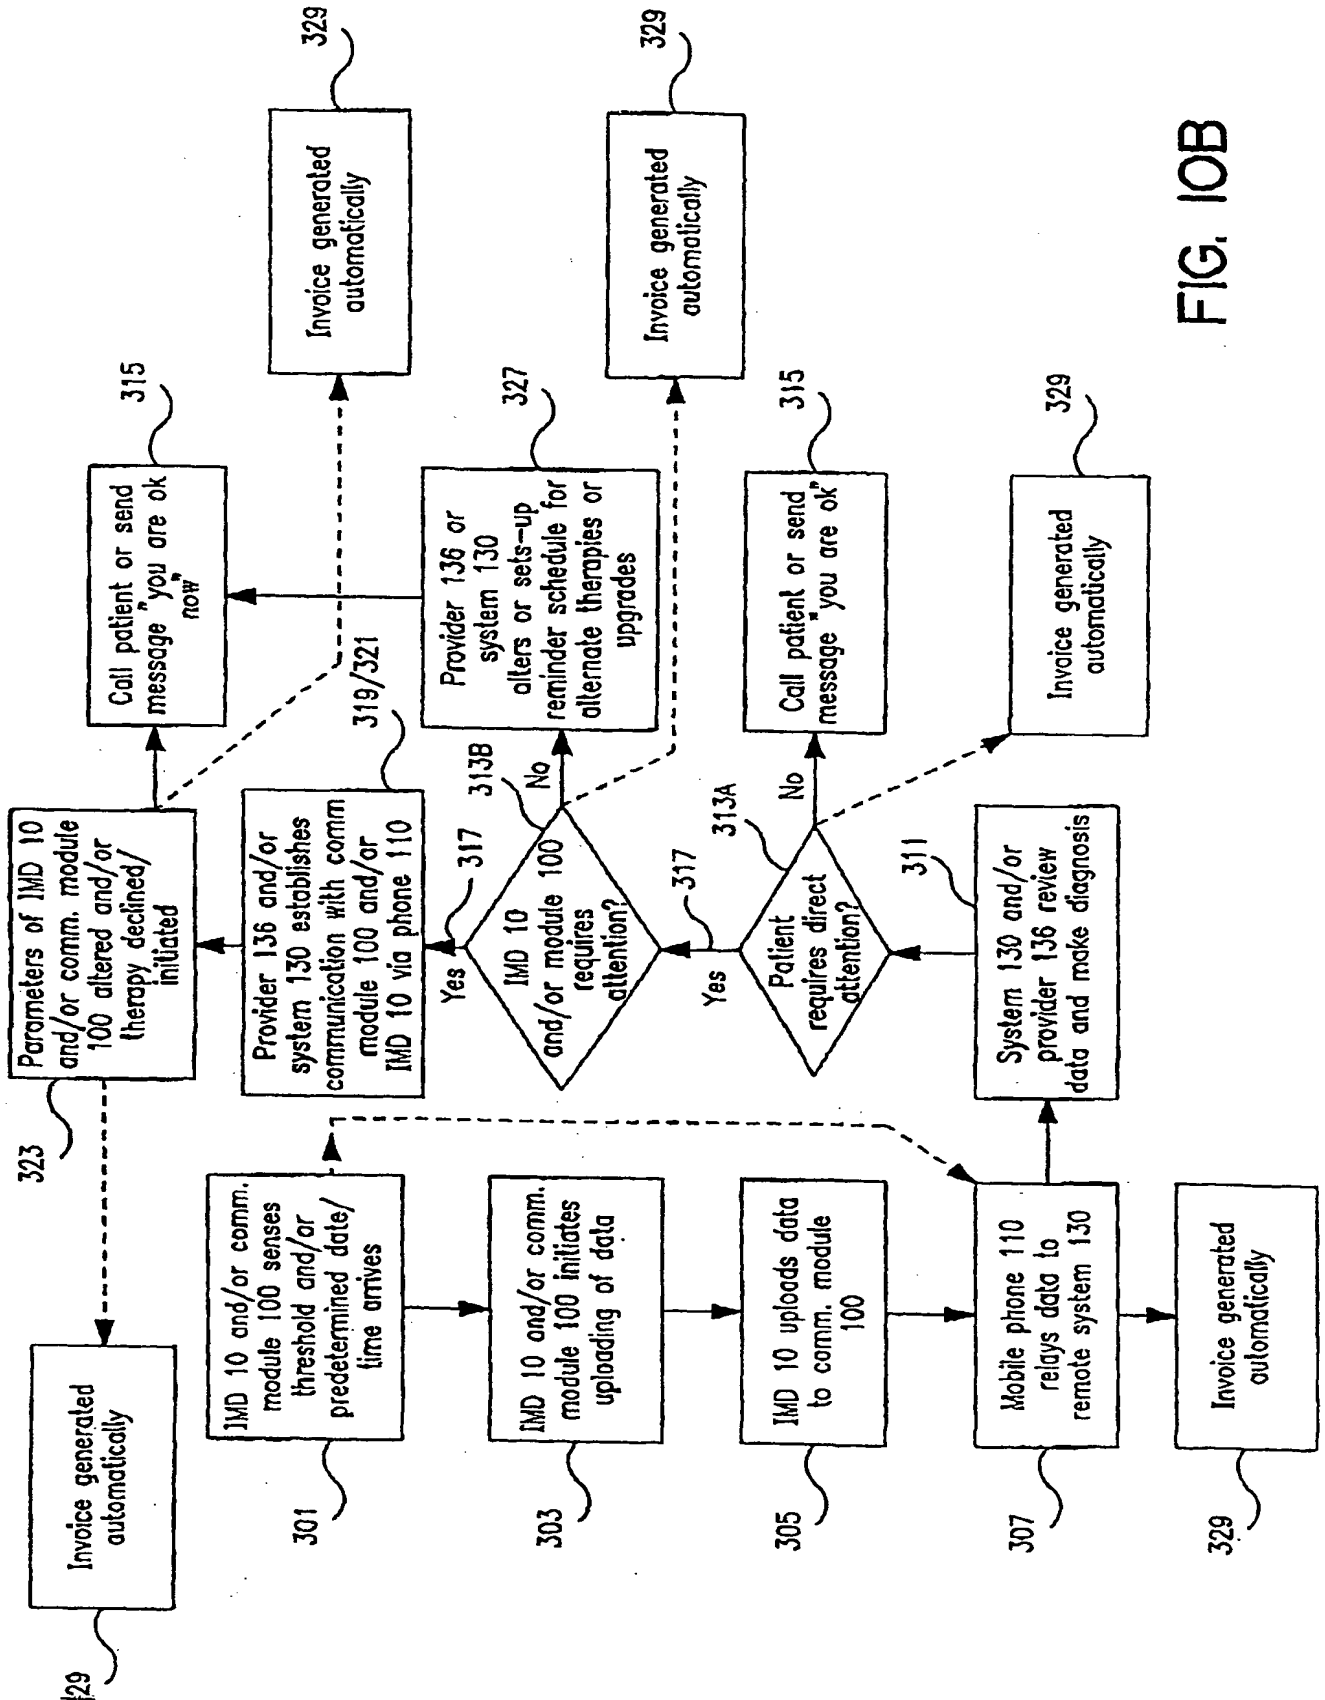 329
Invoice generated
automatically
323
Parameters of IMD 10
and/or comm. module
100 altered and/or
therapy declined/
initiated
315
Call patient or send
message "you are ok
now"
329
Invoice generated
automatically
301
IMD 10 and/or comm.
module 100 senses
threshold and/or
predetermined date/
time arrives
319/321
Provider 136 and/or
system 130 establishes
communication with comm
module 100 and/or
IMD 10 via phone 110
Yes
317
303
IMD 10 and/or comm.
module 100 initiates
uploading of data
313B
IMD 10
and/or module 100
requires
attention?
No
327
Provider 136 or
system 130
alters or sets-up
reminder schedule for
alternate therapies or
upgrades
329
Invoice generated
automatically
Yes
317
305
IMD 10 uploads data
to comm. module
100
313A
Patient
requires direct
attention?
No
315
Call patient or send
message "you are ok"
307
Mobile phone 110
relays data to
remote system 130
311
System 130 and/or
provider 136 review
data and make diagnosis
329
Invoice generated
automatically
329
Invoice generated
automatically
FIG. 10B